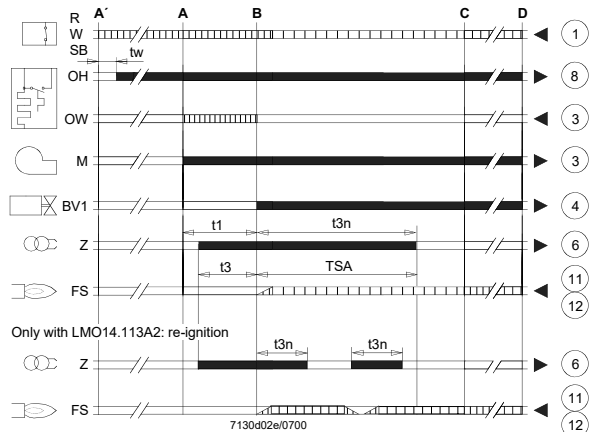 R A´ A B C D
W 1
SB tw
OH 8
OW 3
M 3
BV1 4
t1 t3n
Z 6
t3 TSA
FS 11
12
Only with LMO14.113A2: re-ignition
t3n t3n
Z 6
FS 11
12
7130d02e/0700